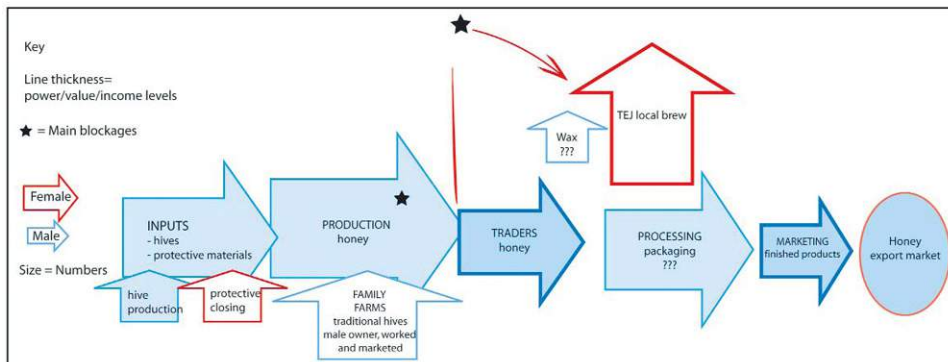 Key
Line thickness=
power/value/income levels
= Main blockages
Female
Male
Size = Numbers
INPUTS
- hives
- protective materials
hive
production
protective
closing
PRODUCTION
honey
FAMILY
FARMS
traditional hives
male owner, worked
and marketed
TRADERS
honey
Wax
???
TEJ local brew
PROCESSING
packaging
???
MARKETING
finished products
Honey
export market